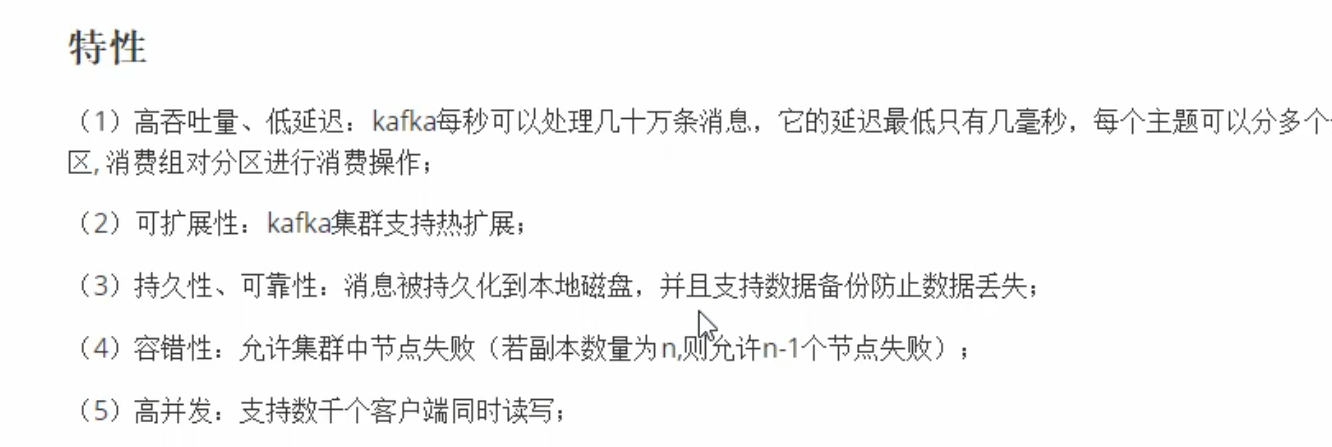 特性
（1）高吞吐量、低延迟：kafka每秒可以处理几十万条消息，它的延迟最低只有几毫秒，每个主题可以分多个
区, 消费组对分区进行消费操作；
（2）可扩展性：kafka集群支持热扩展；
（3）持久性、可靠性：消息被持久化到本地磁盘，并且支持数据备份防止数据丢失；
（4）容错性：允许集群中节点失败（若副本数量为n,则允许n-1个节点失败）；
（5）高并发：支持数千个客户端同时读写；